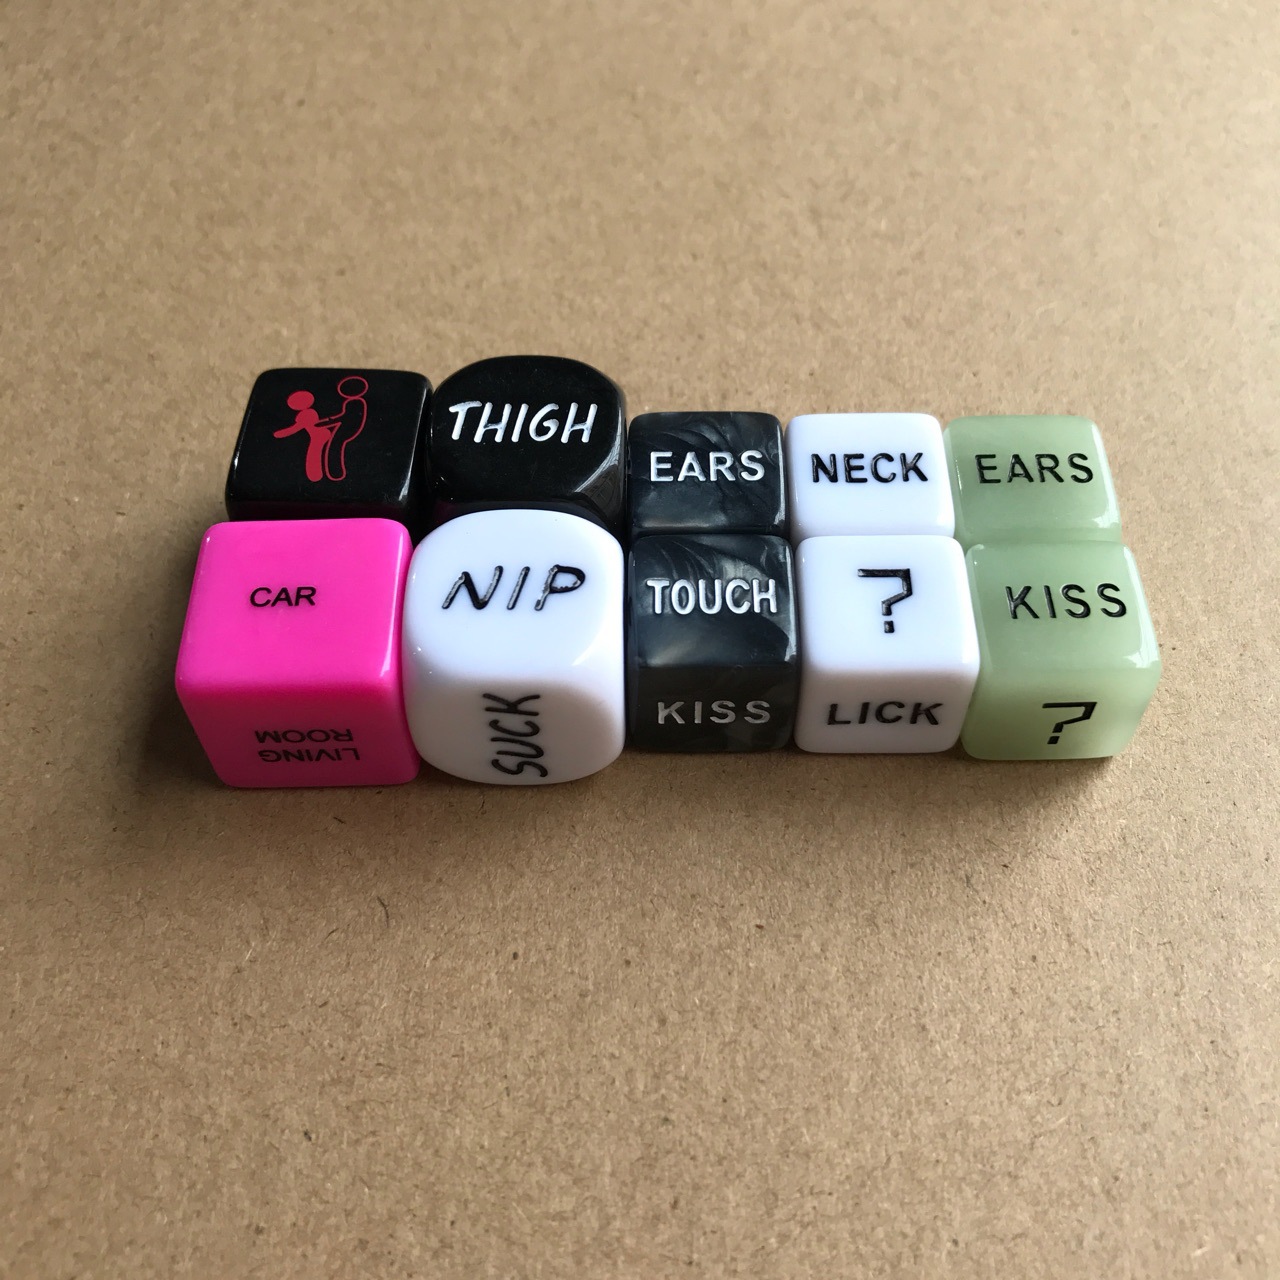 THIGH
EARS
NECK
EARS
CAR
NIP
TOUCH
?
KISS
LIVING
ROOM
SUCK
KISS
LICK
?